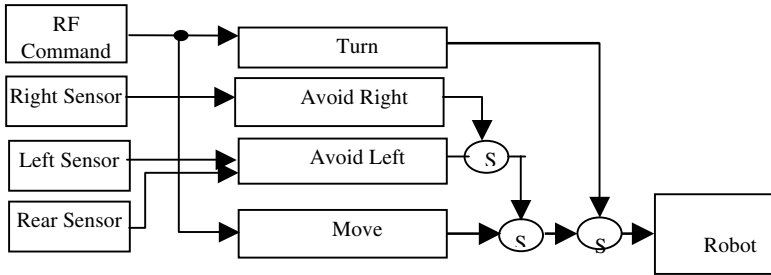 RF
Command
Turn
Right Sensor
Avoid Right
Left Sensor
Avoid Left
S
Rear Sensor
Move
S
S
Robot